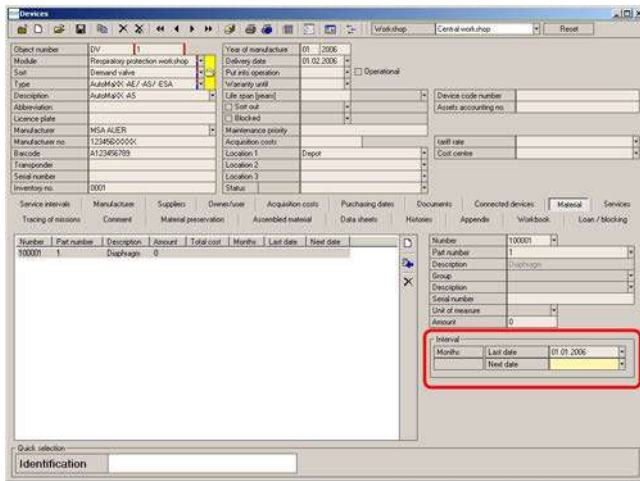 Devices
Workshop Central workshop Reset
Object number DV 1 Year of manufacture 01 2006
Module Respiratory protection workshop Delivery date 01.02.2006
Sort Demand valve Put into operation Operational
Type AutoMaXX-AE/-AS/-ESA Warranty until
Description AutoMaXX-AS Life span [years] Device code number
Abbreviation Sort out Assets accounting no.
Licence plate Blocked
Manufacturer MSA AUER Maintenance priority
Manufacturer no. 123456XXXXX Acquisition costs tariff rate
Barcode A123456789 Location 1 Depot Cost centre
Transponder Location 2
Serial number Location 3
Inventory no. 0001 Status
Service intervals Manufacturer Suppliers Owner/user Acquisition costs Purchasing dates Documents Connected devices Material Services
Tracing of missions Comment Material preservation Assembled material Data sheets Histories Appendix Workbook Loan / blocking
Number Part number Description Amount Total cost Months Last date Next date
100001 1 Diaphragm 0
Number 100001
Part number 1
Description Diaphragm
Group
Description
Serial number
Unit of measure
Amount 0
Interval
Months Last date 01.01.2006
Next date
Quick selection
Identification